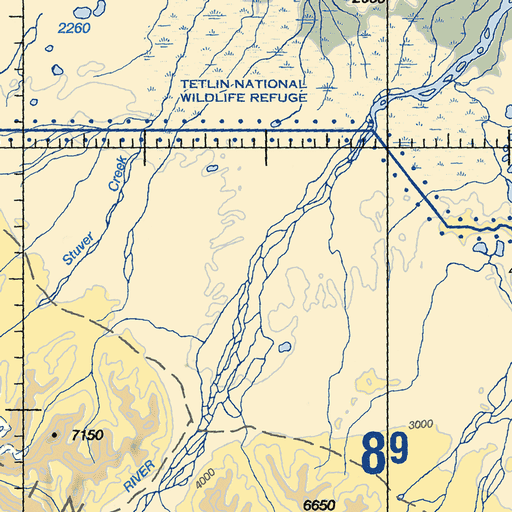 2260
TETLIN NATIONAL
WILDLIFE REFUGE
Stuver Creek
7150
RIVER
4000
3000
89
6650